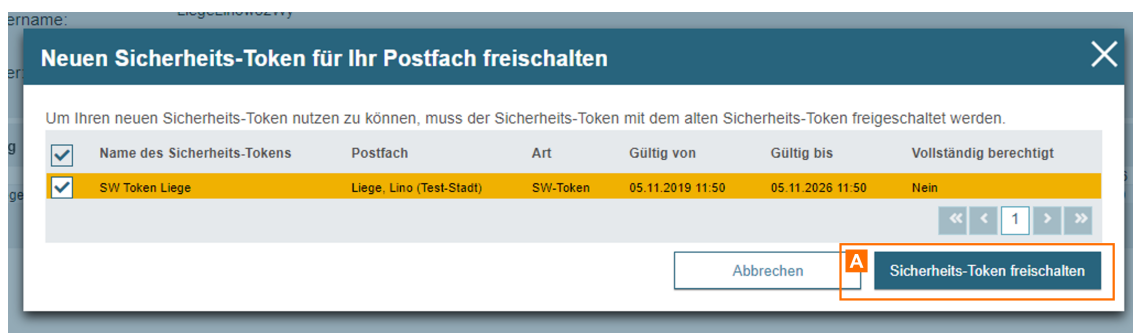 ername:
Neuen Sicherheits-Token für Ihr Postfach freischalten
er:
Um Ihren neuen Sicherheits-Token nutzen zu können, muss der Sicherheits-Token mit dem alten Sicherheits-Token freigeschaltet werden.
g
Name des Sicherheits-Tokens Postfach Art Gültig von Gültig bis Vollständig berechtigt
ge
SW Token Liege Liege, Lino (Test-Stadt) SW-Token 05.11.2019 11:50 05.11.2026 11:50 Nein
« < 1 > »
Abbrechen A Sicherheits-Token freischalten